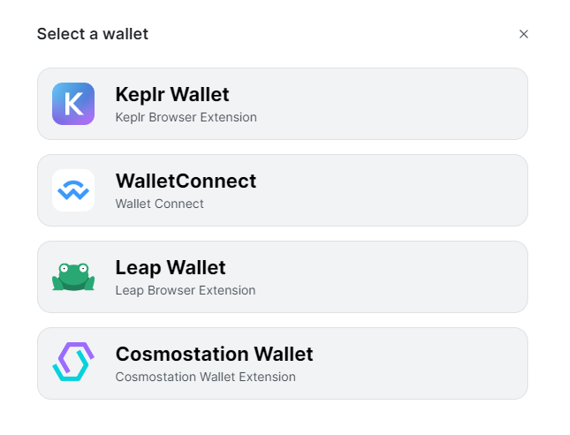 Select a wallet
Keplr Wallet
Keplr Browser Extension
WalletConnect
Wallet Connect
Leap Wallet
Leap Browser Extension
Cosmostation Wallet
Cosmostation Wallet Extension